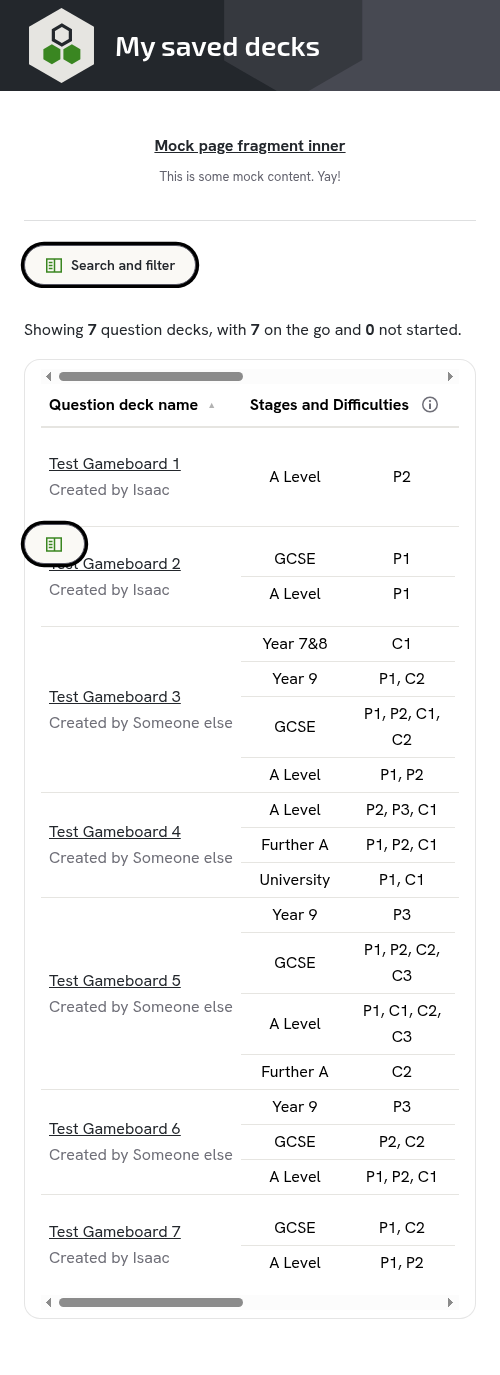 My saved decks
Mock page fragment inner
This is some mock content. Yay!
Search and filter
Showing 7 question decks, with 7 on the go and 0 not started.
Question deck name Stages and Difficulties
Test Gameboard 1
Created by Isaac
A Level P2
Test Gameboard 2
Created by Isaac
GCSE P1
A Level P1
Test Gameboard 3
Created by Someone else
Year 7&8 C1
Year 9 P1, C2
GCSE P1, P2, C1,
C2
A Level P1, P2
Test Gameboard 4
Created by Someone else
A Level P2, P3, C1
Further A P1, P2, C1
University P1, C1
Test Gameboard 5
Created by Someone else
Year 9 P3
GCSE P1, P2, C2,
C3
A Level P1, C1, C2,
C3
Further A C2
Test Gameboard 6
Created by Someone else
Year 9 P3
GCSE P2, C2
A Level P1, P2, C1
Test Gameboard 7
Created by Isaac
GCSE P1, C2
A Level P1, P2